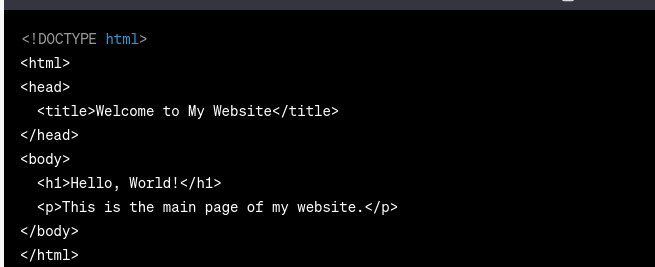 <!DOCTYPE html>
<html>
<head>
  <title>Welcome to My Website</title>
</head>
<body>
  <h1>Hello, World!</h1>
  <p>This is the main page of my website.</p>
</body>
</html>